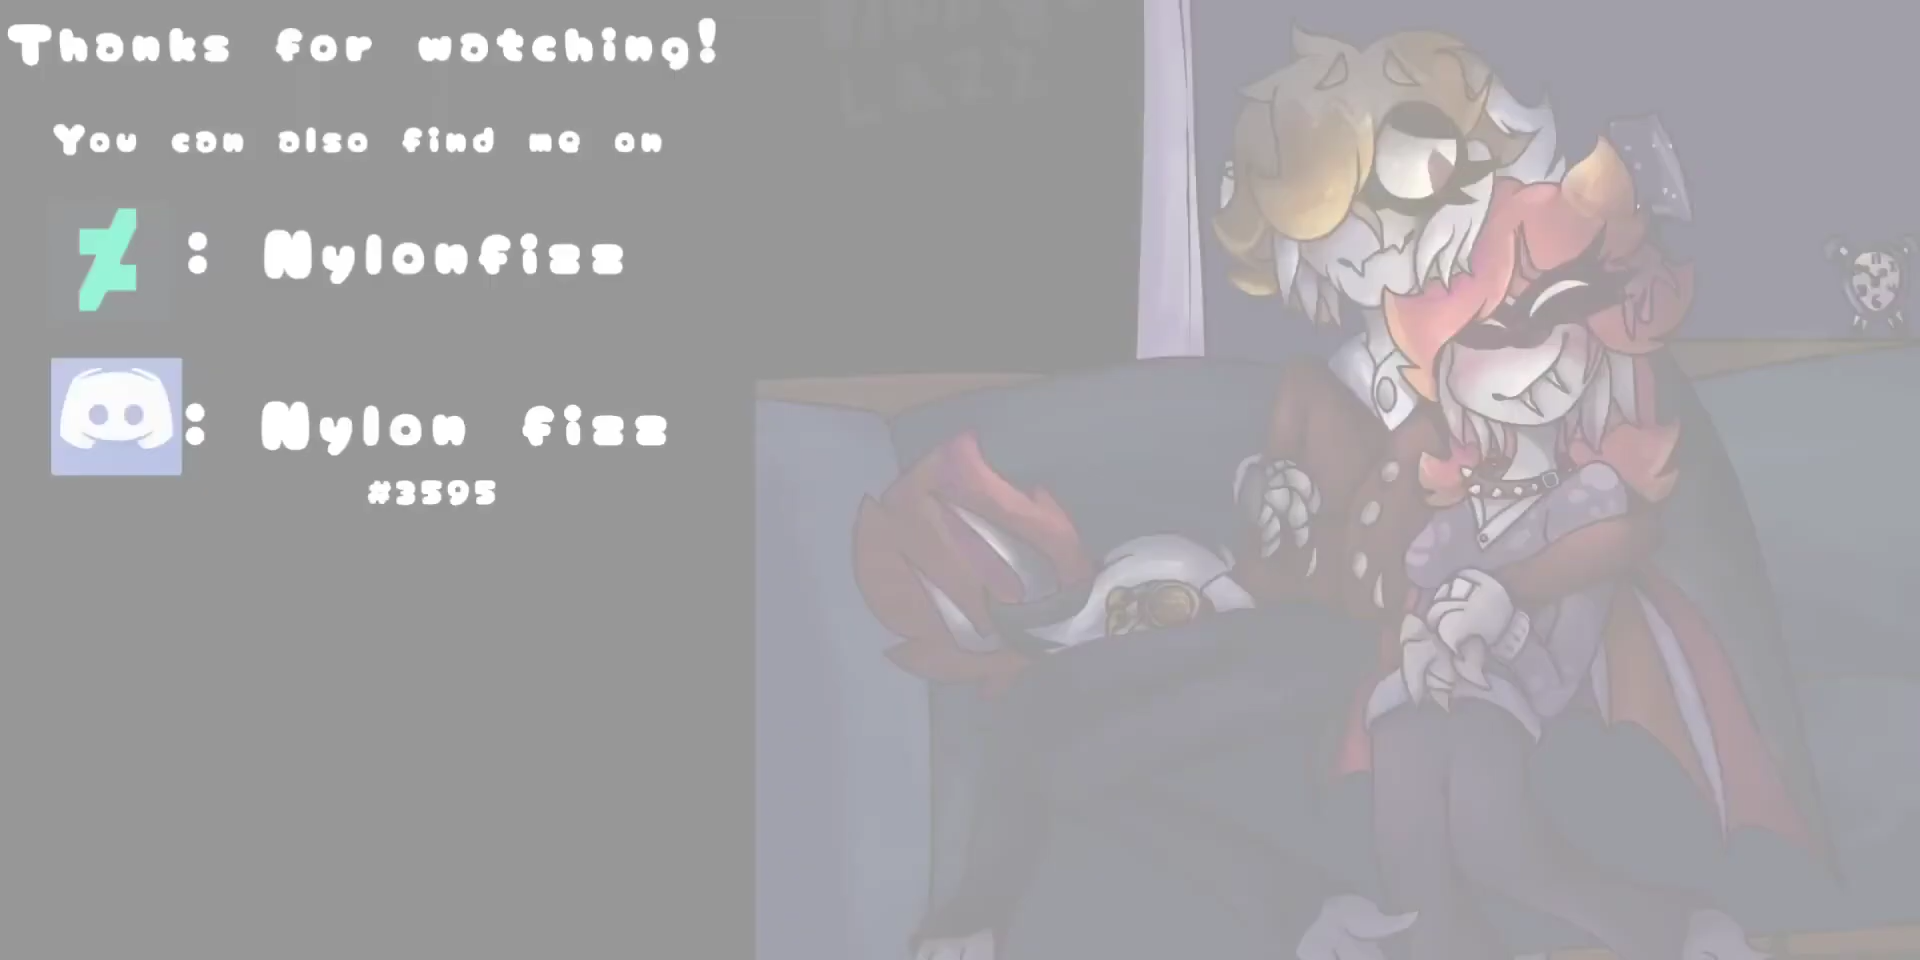 Thanks for watching!
You can also find me on
: Nylonfizz
: Nylon fizz
#3595